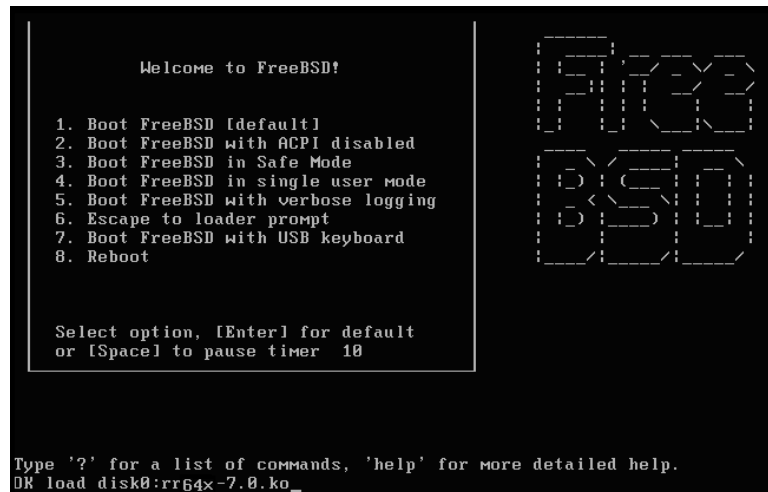 Welcome to FreeBSD!
1. Boot FreeBSD [default]
2. Boot FreeBSD with ACPI disabled
3. Boot FreeBSD in Safe Mode
4. Boot FreeBSD in single user mode
5. Boot FreeBSD with verbose logging
6. Escape to loader prompt
7. Boot FreeBSD with USB keyboard
8. Reboot
Select option, [Enter] for default
or [Space] to pause timer 10
Free
BSD
Type '?' for a list of commands, 'help' for more detailed help.
OK load disk0:rr64x-7.0.ko_